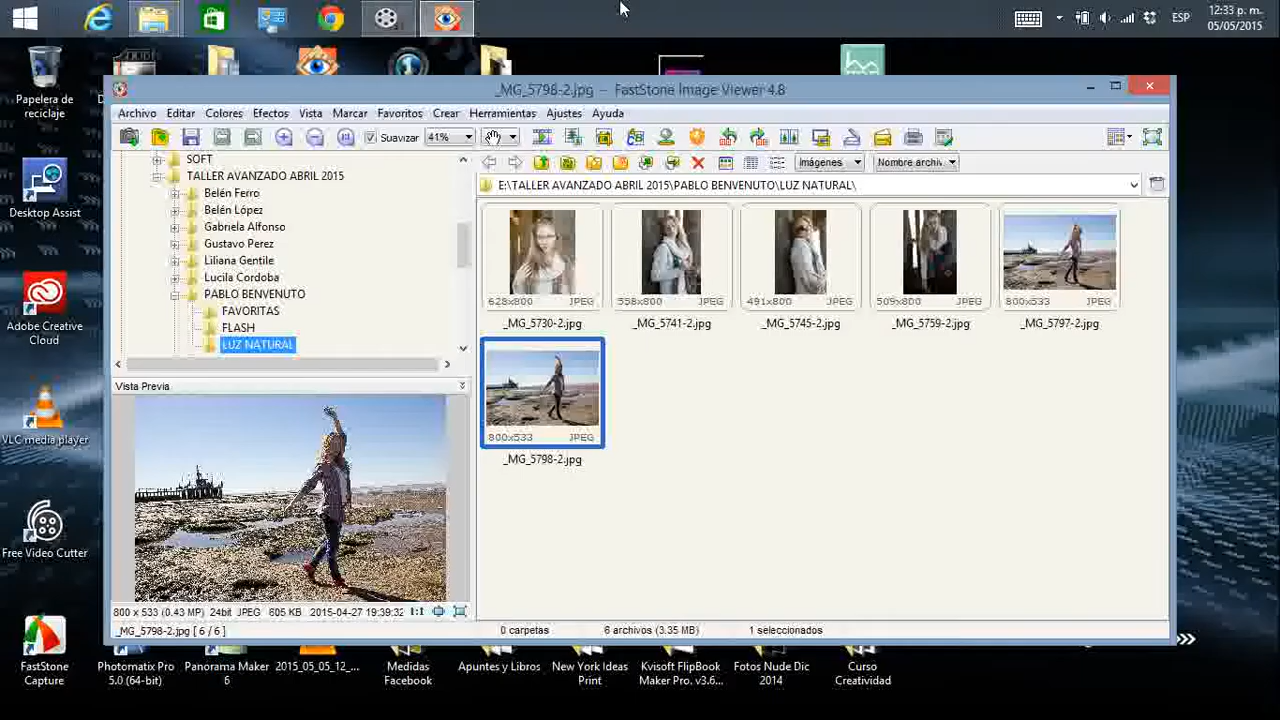 12:33 p. m.
ESP
05/05/2015
Papelera de
reciclaje
Desktop Assist
Adobe Creative
Cloud
VLC media player
Free Video Cutter
FastStone
Capture
_MG_5798-2.jpg – FastStone Image Viewer 4.8
Archivo Editar Colores Efectos Vista Marcar Favoritos Crear Herramientas Ajustes Ayuda
Suavizar 41%
Imágenes Nombre archiv
E:\TALLER AVANZADO ABRIL 2015\PABLO BENVENUTO\LUZ NATURAL\
SOFT
TALLER AVANZADO ABRIL 2015
Belén Ferro
Belén López
Gabriela Alfonso
Gustavo Perez
Liliana Gentile
Lucila Cordoba
PABLO BENVENUTO
FAVORITAS
FLASH
LUZ NATURAL
Vista Previa
628x800 JPEG 558x800 JPEG 491x800 JPEG 509x800 JPEG 800x533 JPEG
_MG_5730-2.jpg _MG_5741-2.jpg _MG_5745-2.jpg _MG_5759-2.jpg _MG_5797-2.jpg
800x533 JPEG
_MG_5798-2.jpg
1:1
800 x 533 (0.43 MP) 24bit JPEG 605 KB 2015-04-27 19:39:32
_MG_5798-2.jpg [ 6 / 6 ]
0 carpetas 6 archivos (3.35 MB) 1 seleccionados
Photomatix Pro
5.0 (64-bit)
Panorama Maker
6
2015_05_05_12_...
Medidas
Facebook
Apuntes y Libros
New York Ideas
Print
Kvisoft FlipBook
Maker Pro. v3.6...
Fotos Nude Dic
2014
Curso
Creatividad